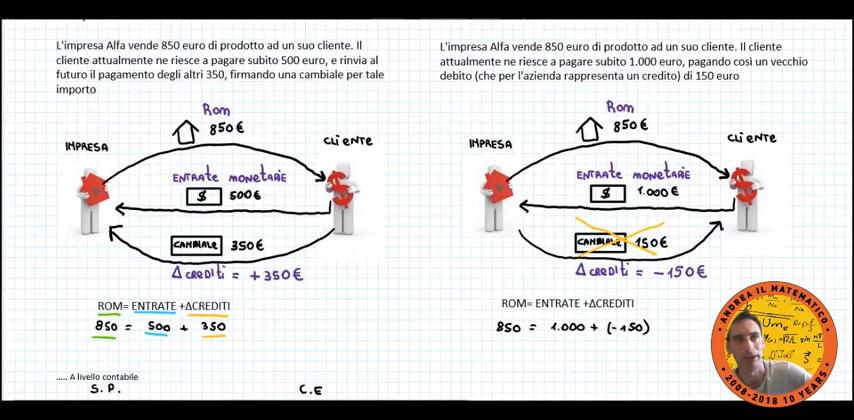 L'impresa Alfa vende 850 euro di prodotto ad un suo cliente. Il
cliente attualmente ne riesce a pagare subito 500 euro, e rinvia al
futuro il pagamento degli altri 350, firmando una cambiale per tale
importo
Rom
850€
IMPRESA
CLIENTE
ENTRATE MONETARIE
$ 500€
CAMBIALE 350€
Δ CREDITI = +350€
ROM= ENTRATE +ΔCREDITI
850 = 500 + 350
..... A livello contabile
S.P.
C.E
L'impresa Alfa vende 850 euro di prodotto ad un suo cliente. Il cliente
attualmente ne riesce a pagare subito 1.000 euro, pagando così un vecchio
debito (che per l'azienda rappresenta un credito) di 150 euro
Rom
850€
IMPRESA
CLIENTE
ENTRATE MONETARIE
$ 1.000€
CAMBIALE 150€
Δ CREDITI = -150€
ROM= ENTRATE +ΔCREDITI
850 = 1.000 + (-150)
ANDREA IL MATEMATICO
2008-2018 10 YEARS